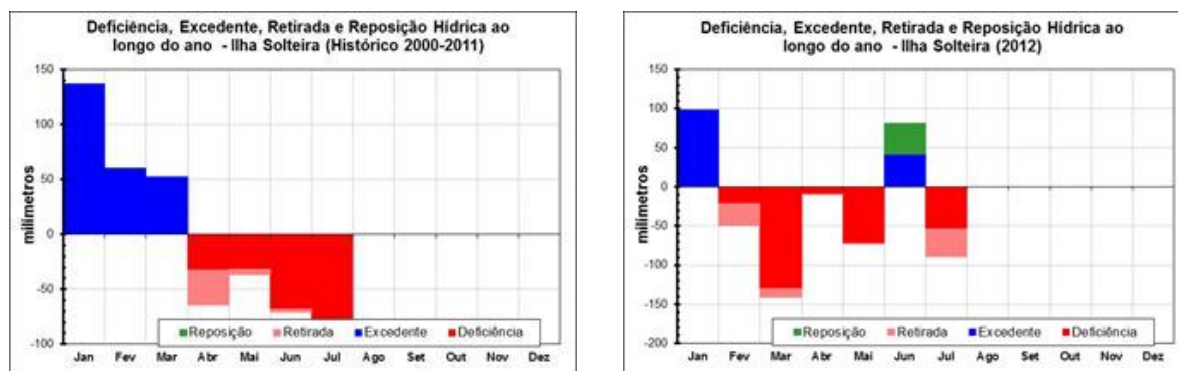 Deficiência, Excedente, Retirada e Reposição Hídrica ao
longo do ano - Ilha Solteira (Histórico 2000-2011)
150
100
50
0
-50
-100
milímetros
Reposição Retirada Excedente Deficiência
Jan Fev Mar Abr Mai Jun Jul Ago Set Out Nov Dez
Deficiência, Excedente, Retirada e Reposição Hídrica ao
longo do ano - Ilha Solteira (2012)
150
100
50
0
-50
-100
-150
-200
milímetros
Reposição Retirada Excedente Deficiência
Jan Fev Mar Abr Mai Jun Jul Ago Set Out Nov Dez